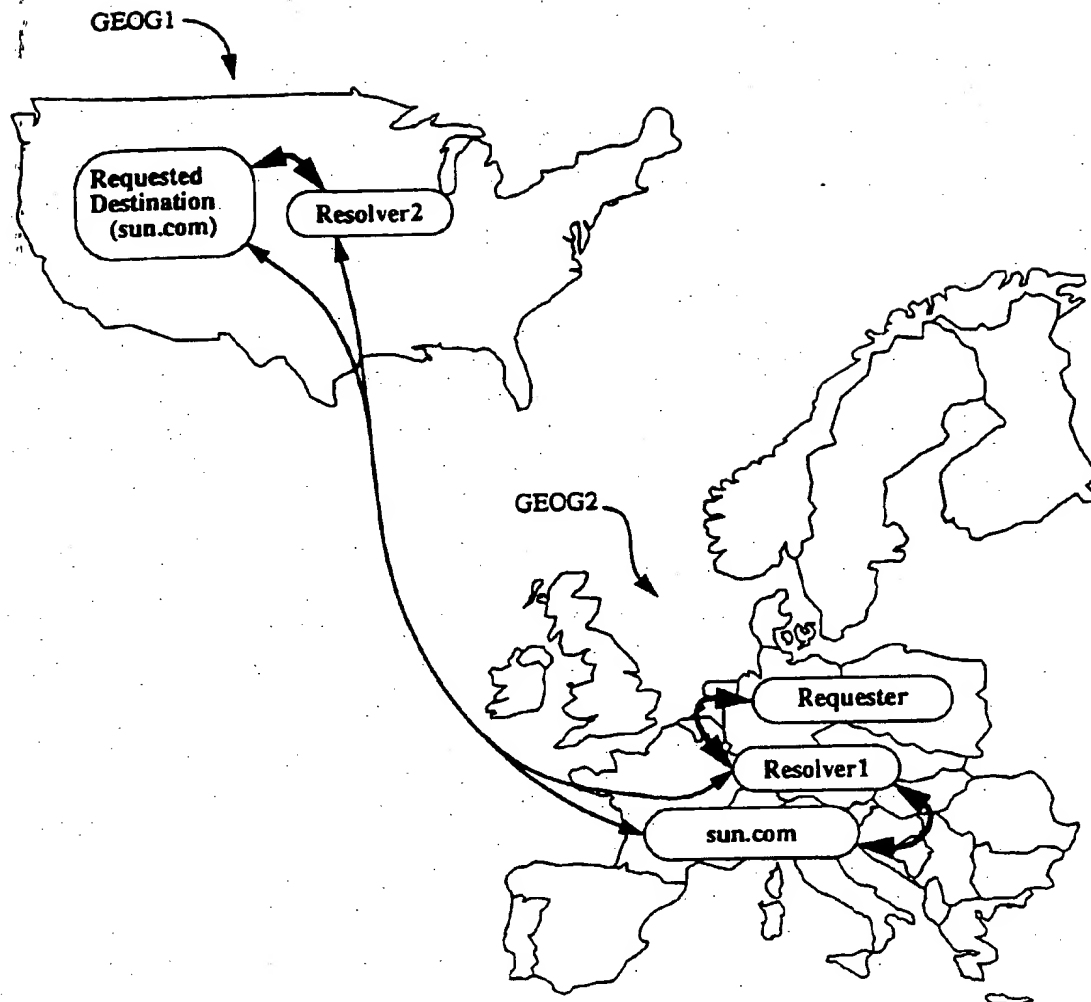 GEOG1
Requested
Destination
(sun.com)
Resolver2
GEOG2
Requester
Resolver1
sun.com